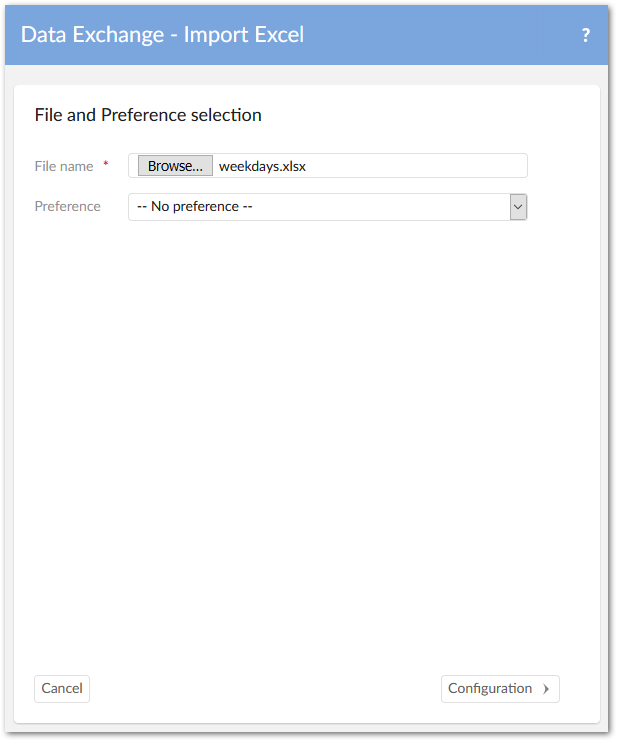 Data Exchange - Import Excel ?
File and Preference selection
File name * Browse... weekdays.xlsx
Preference -- No preference --
Cancel Configuration